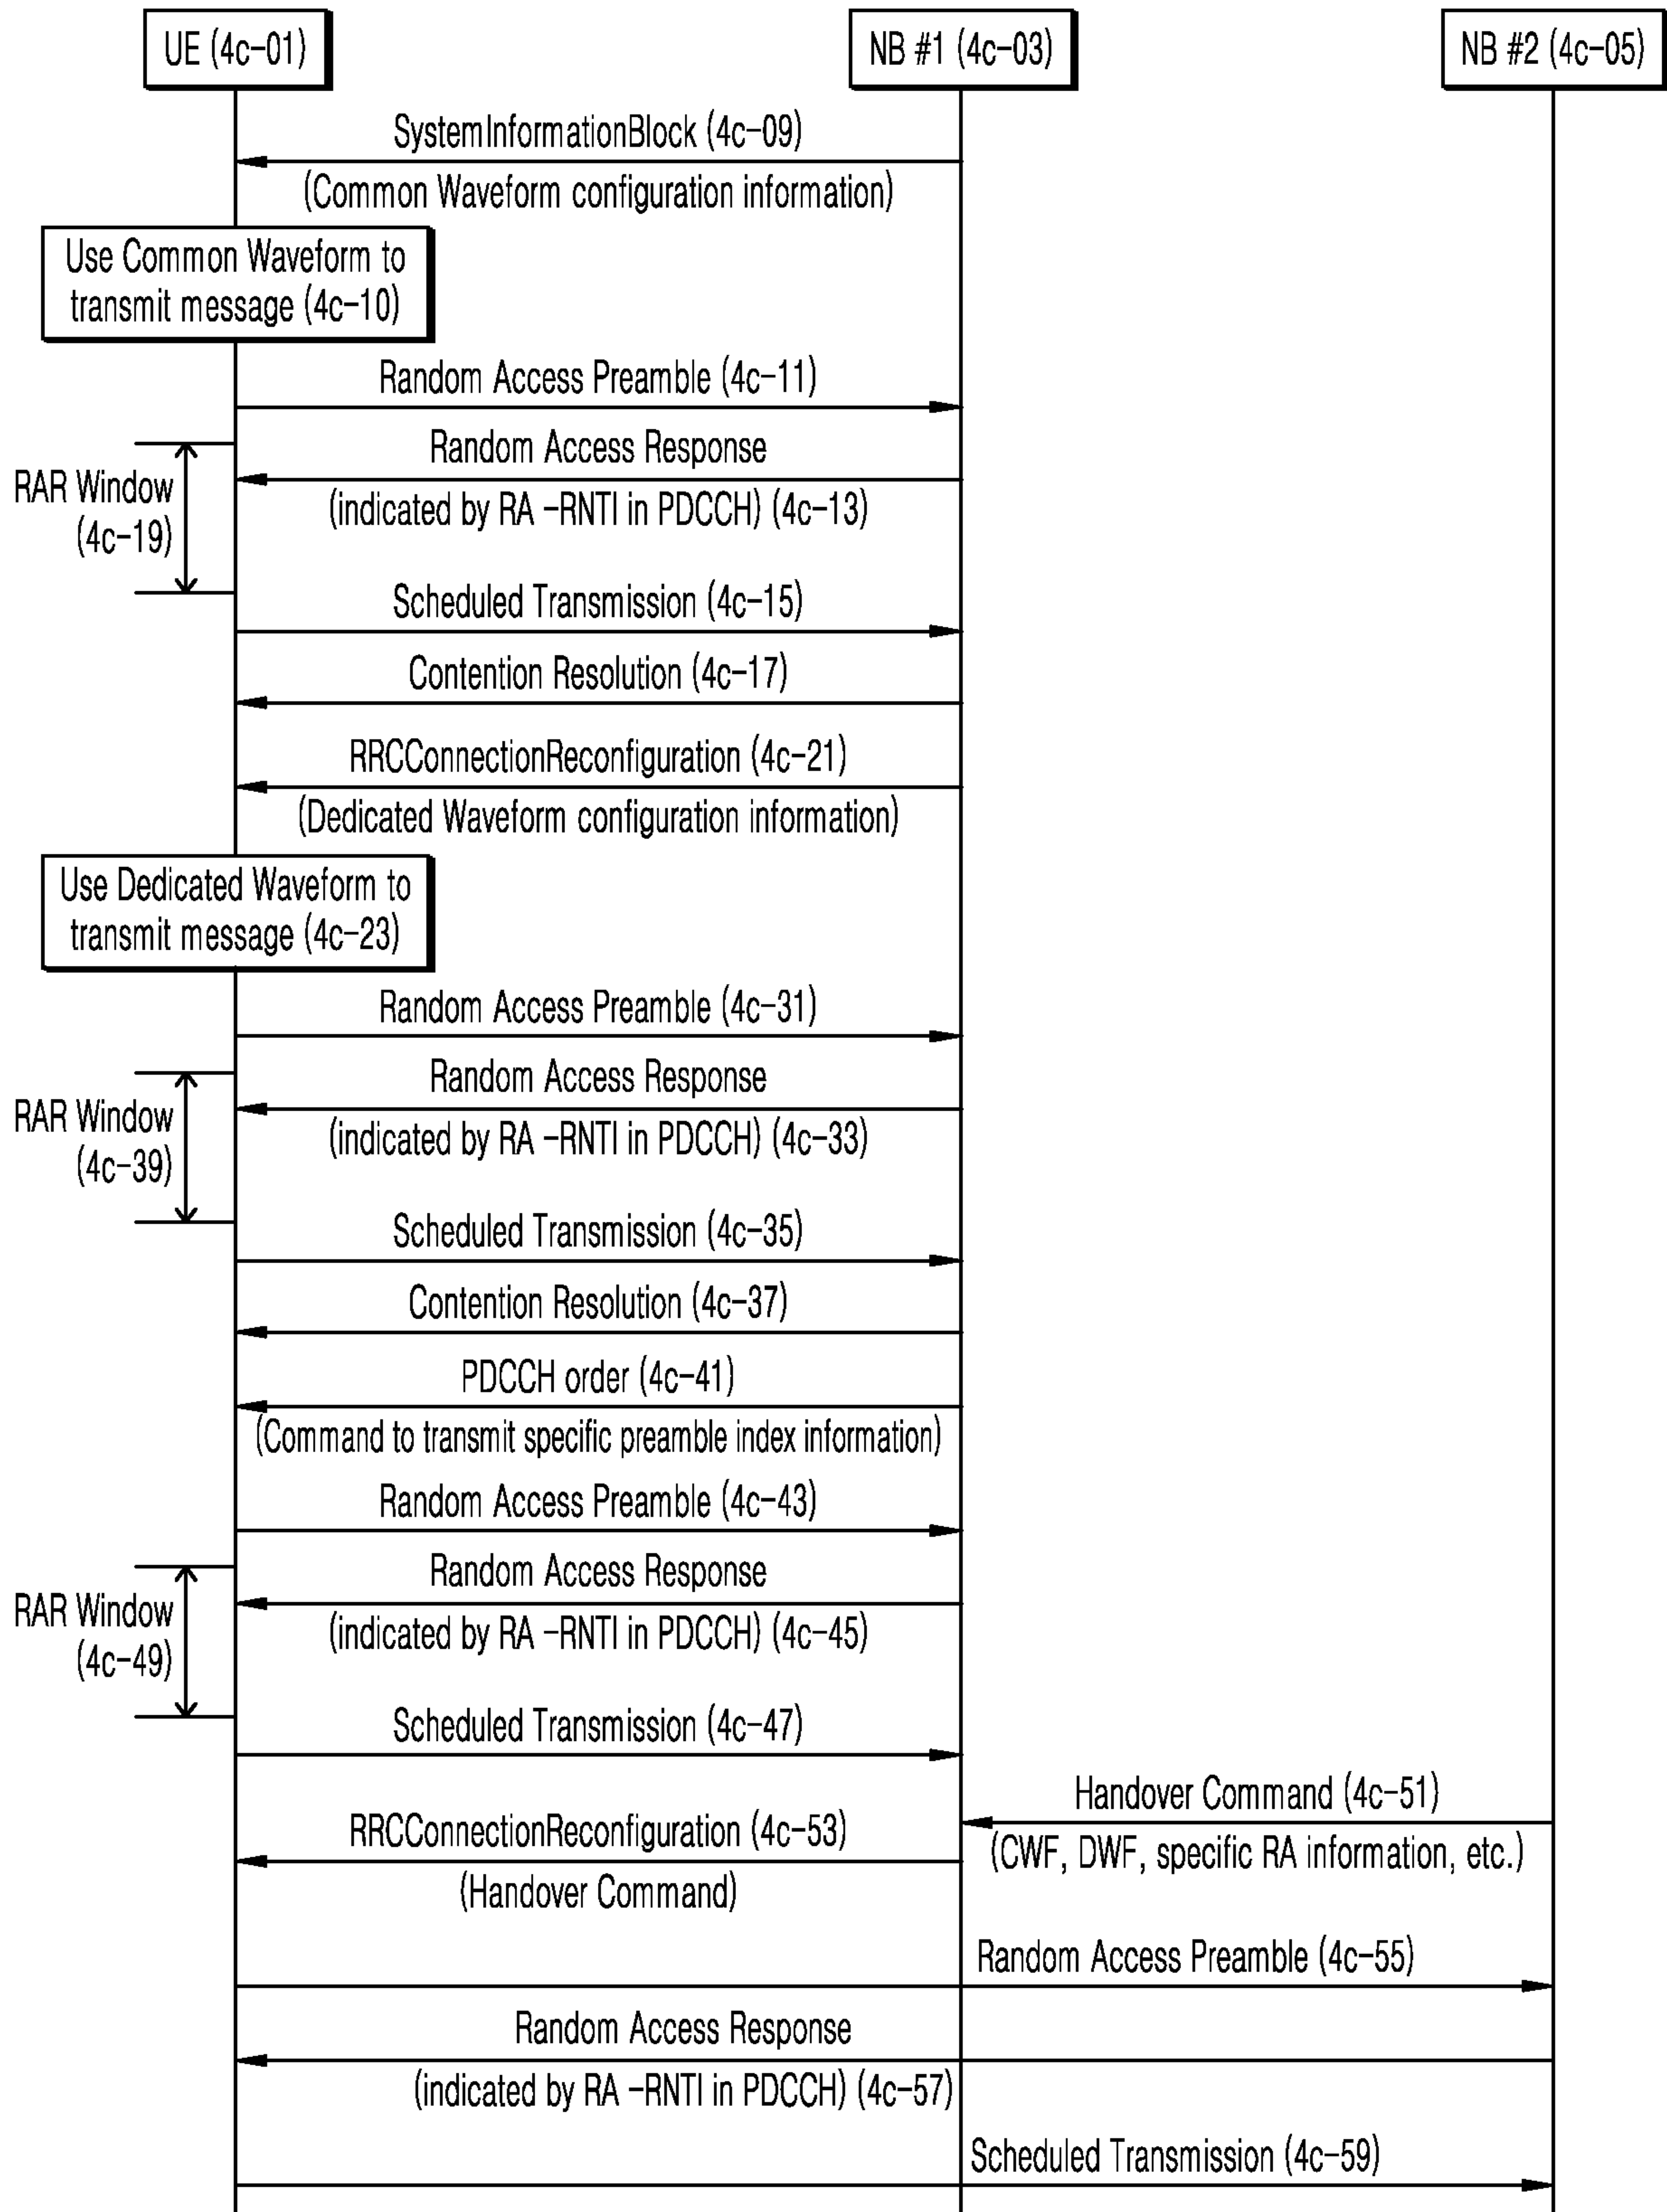 UE (4c-01)
NB #1 (4c-03)
NB #2 (4c-05)
SystemInformationBlock (4c-09)
(Common Waveform configuration information)
Use Common Waveform to
transmit message (4c-10)
Random Access Preamble (4c-11)
Random Access Response
RAR Window
(4c-19)
(indicated by RA -RNTI in PDCCH) (4c-13)
Scheduled Transmission (4c-15)
Contention Resolution (4c-17)
RRCConnectionReconfiguration (4c-21)
(Dedicated Waveform configuration information)
Use Dedicated Waveform to
transmit message (4c-23)
Random Access Preamble (4c-31)
Random Access Response
RAR Window
(4c-39)
(indicated by RA -RNTI in PDCCH) (4c-33)
Scheduled Transmission (4c-35)
Contention Resolution (4c-37)
PDCCH order (4c-41)
(Command to transmit specific preamble index information)
Random Access Preamble (4c-43)
Random Access Response
RAR Window
(4c-49)
(indicated by RA -RNTI in PDCCH) (4c-45)
Scheduled Transmission (4c-47)
Handover Command (4c-51)
(CWF, DWF, specific RA information, etc.)
RRCConnectionReconfiguration (4c-53)
(Handover Command)
Random Access Preamble (4c-55)
Random Access Response
(indicated by RA -RNTI in PDCCH) (4c-57)
Scheduled Transmission (4c-59)